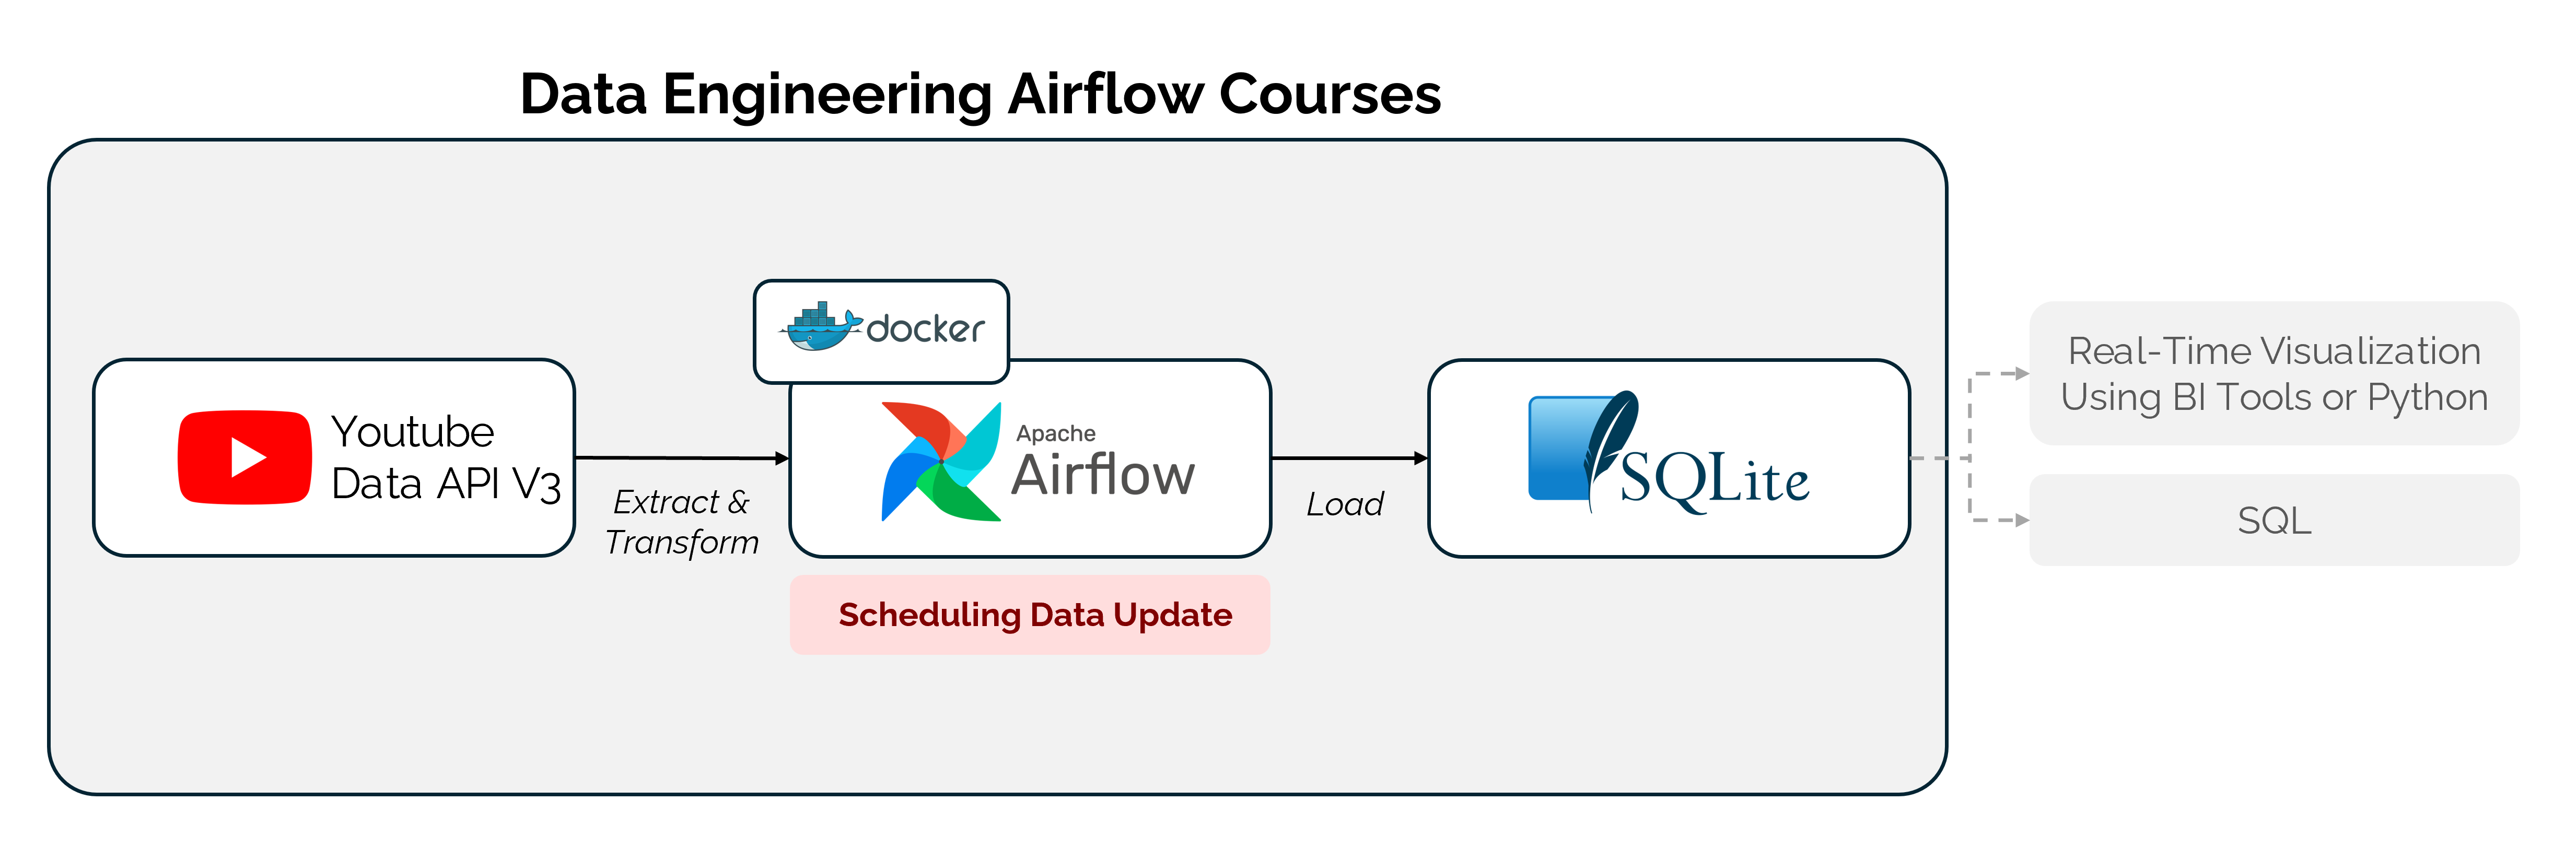 Data Engineering Airflow Courses
docker
Youtube
Data API V3
Extract &
Transform
Apache
Airflow
Scheduling Data Update
Load
SQLite
Real-Time Visualization
Using BI Tools or Python
SQL